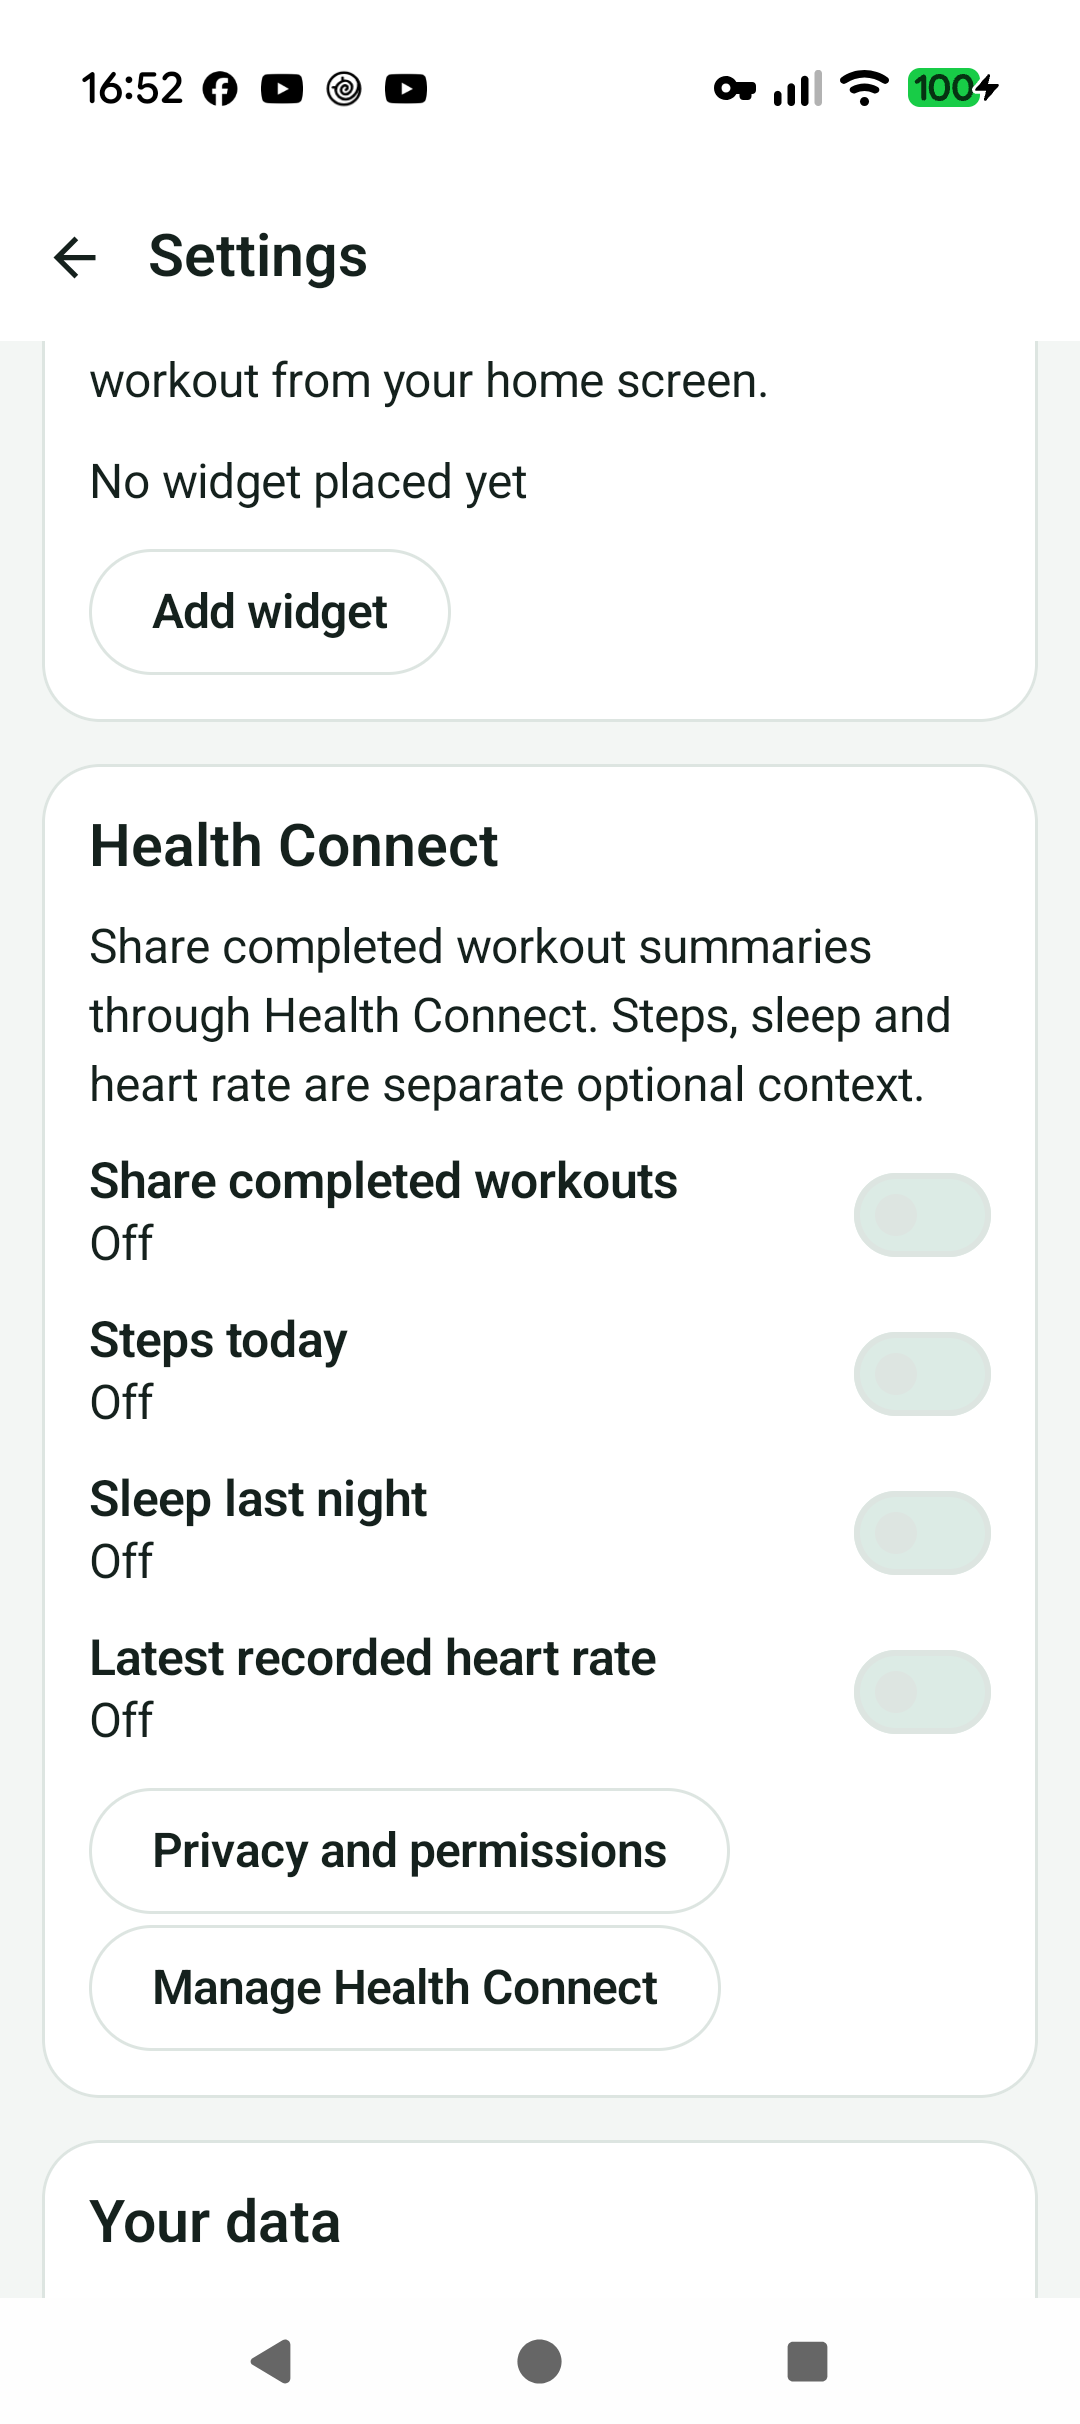 16:52
100
Settings
workout from your home screen.
No widget placed yet
Add widget
Health Connect
Share completed workout summaries
through Health Connect. Steps, sleep and
heart rate are separate optional context.
Share completed workouts
Off
Steps today
Off
Sleep last night
Off
Latest recorded heart rate
Off
Privacy and permissions
Manage Health Connect
Your data